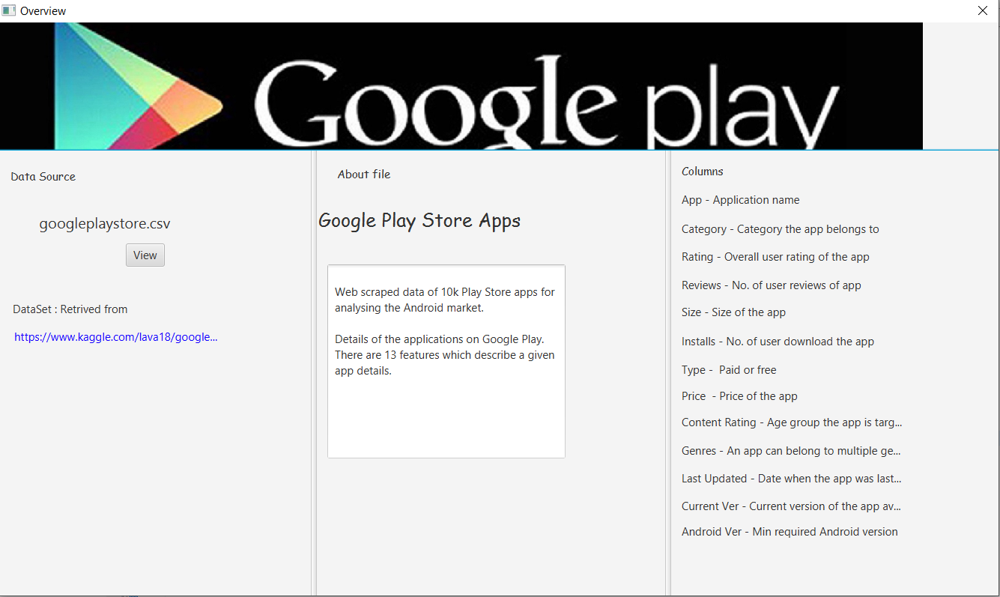 Overview
Google play
Data Source
googleplaystore.csv
View
DataSet : Retrived from
https://www.kaggle.com/lava18/google...
About file
Google Play Store Apps
Web scraped data of 10k Play Store apps for
analysing the Android market.
Details of the applications on Google Play.
There are 13 features which describe a given
app details.
Columns
App - Application name
Category - Category the app belongs to
Rating - Overall user rating of the app
Reviews - No. of user reviews of app
Size - Size of the app
Installs - No. of user download the app
Type -  Paid or free
Price  - Price of the app
Content Rating - Age group the app is targ...
Genres - An app can belong to multiple ge...
Last Updated - Date when the app was last...
Current Ver - Current version of the app av...
Android Ver - Min required Android version